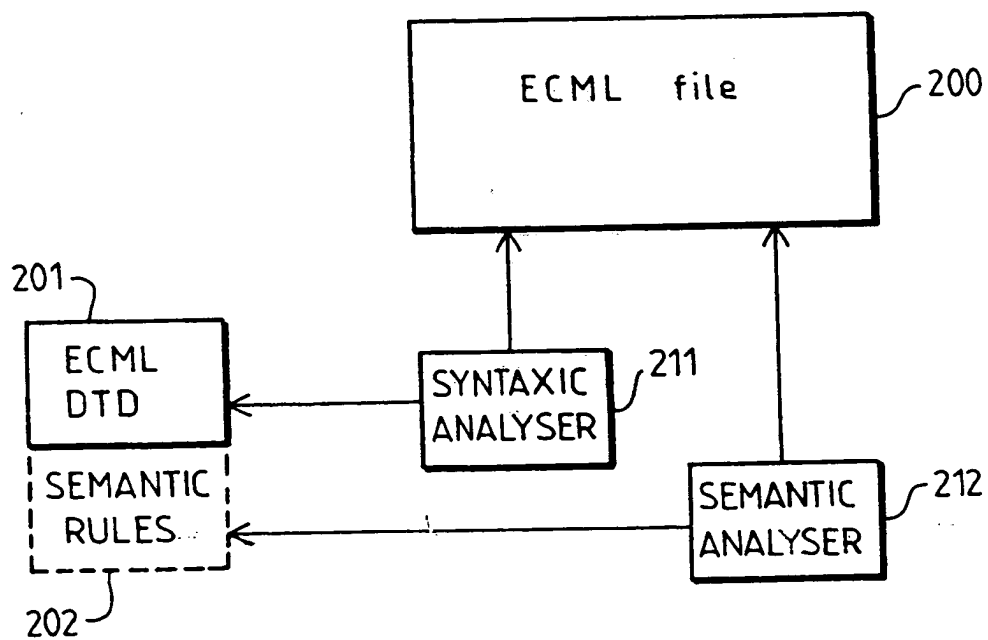 ECML file
200
201
ECML
DTD
SYNTAXIC
ANALYSER
211
SEMANTIC
RULES
SEMANTIC
ANALYSER
212
202